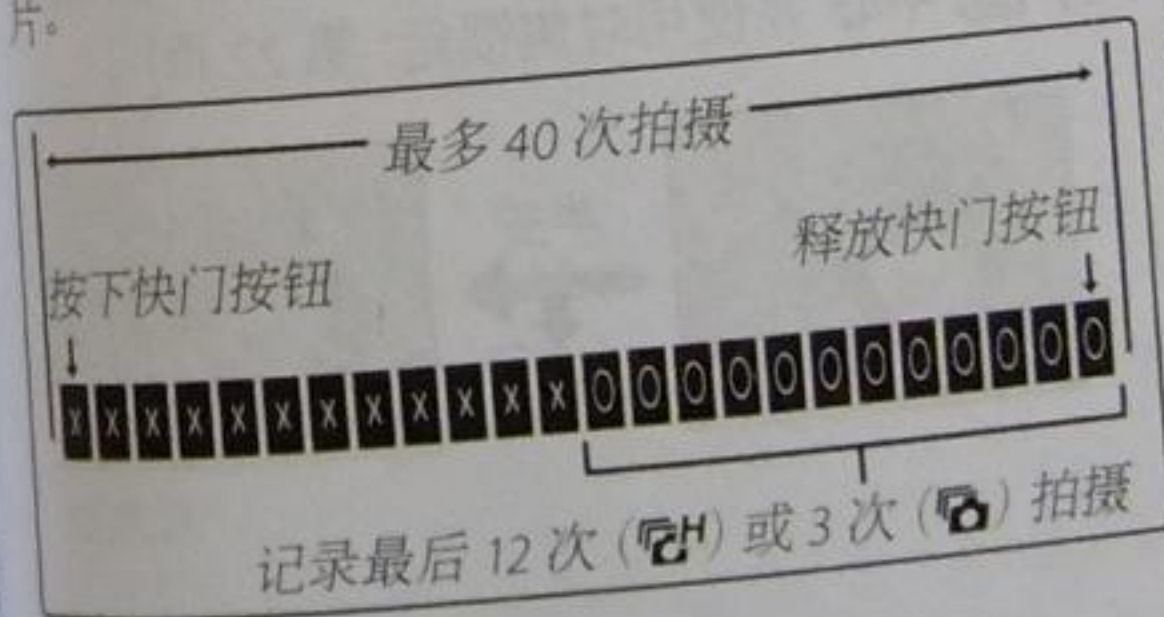 片。
最多 40 次拍摄
释放快门按钮
按下快门按钮
X X X X X X X X X X X X O O O O O O O O O O O O
记录最后 12 次 (H) 或 3 次 () 拍摄